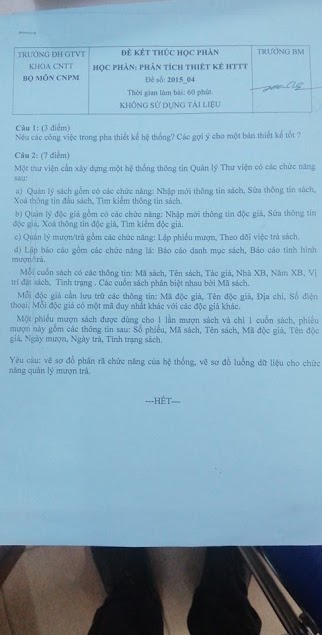 TRƯỜNG ĐH GTVT
KHOA CNTT
BỘ MÔN CNPM
ĐỀ KẾT THÚC HỌC PHẦN
HỌC PHẦN: PHÂN TÍCH THIẾT KẾ HTTT
Đề số: 2015_04
Thời gian làm bài: 60 phút.
KHÔNG SỬ DỤNG TÀI LIỆU
TRƯỞNG BM
Câu 1: (3 điểm)
Nêu các công việc trong pha thiết kế hệ thống? Các gợi ý cho một bản thiết kế tốt ?
Câu 2: (7 điểm)
Một thư viện cần xây dựng một hệ thống thông tin Quản lý Thư viện có các chức năng
sau:
a) Quản lý sách gồm có các chức năng: Nhập mới thông tin sách, Sửa thông tin sách,
Xoá thông tin đầu sách, Tìm kiếm thông tin sách.
b) Quản lý độc giả gồm có các chức năng: Nhập mới thông tin độc giả, Sửa thông tin
độc giả, Xoá thông tin độc giả, Tìm kiếm độc giả.
c) Quản lý mượn/trả gồm các chức năng: Lập phiếu mượn, Theo dõi việc trả sách.
d) Lập báo cáo gồm các chức năng là: Báo cáo danh mục sách, Báo cáo tình hình
mượn/trả.
Mỗi cuốn sách có các thông tin: Mã sách, Tên sách, Tác giả, Nhà XB, Năm XB, Vị
trí đặt sách, Tình trạng . Các cuốn sách phân biệt nhau bởi Mã sách.
Mỗi độc giả cần lưu trữ các thông tin: Mã độc giả, Tên độc giả, Địa chỉ, Số điện
thoại. Mỗi độc giả có một mã duy nhất khác với các độc giả khác.
Một phiếu mượn sách được dùng cho 1 lần mượn sách và chỉ 1 cuốn sách, phiếu
mượn này gồm các thông tin sau: Số phiếu, Mã sách, Tên sách, Mã độc giả, Tên độc
giả, Ngày mượn, Ngày trả, Tình trạng sách.
Yêu cầu: vẽ sơ đồ phân rã chức năng của hệ thống, vẽ sơ đồ luồng dữ liệu cho chức
năng quản lý mượn trả.
---HẾT---